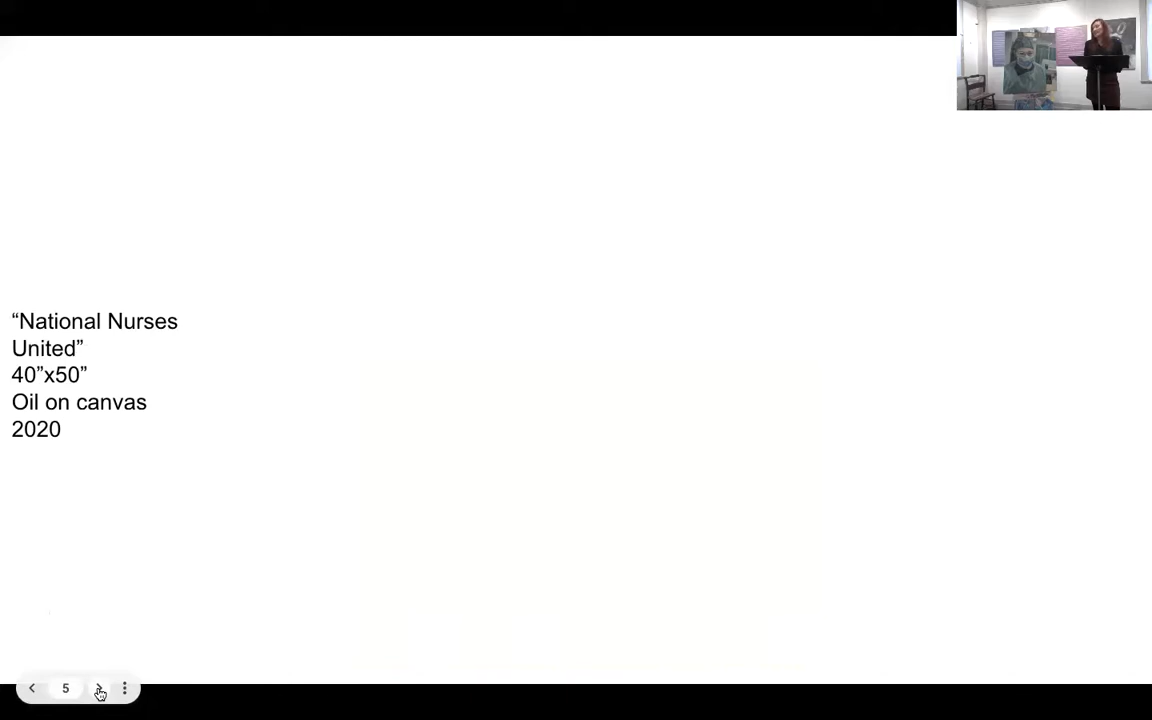 “National Nurses
United”
40”x50”
Oil on canvas
2020
5